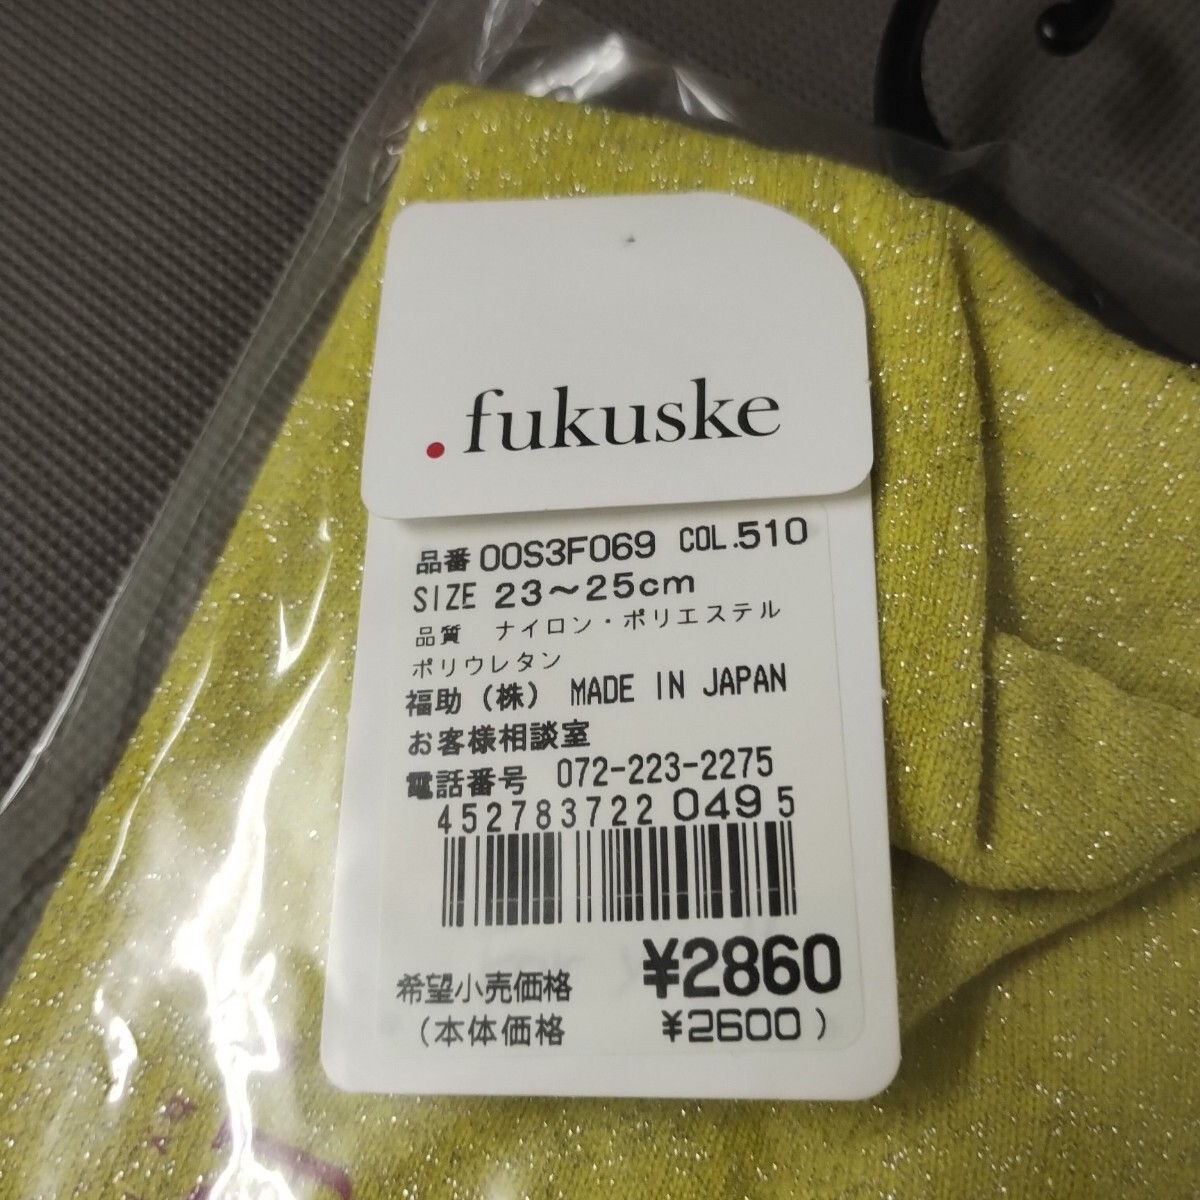 .fukuske
品番 00S3F069 COL.510
SIZE 23～25cm
品質 ナイロン・ポリエステル
ポリウレタン
福助（株） MADE IN JAPAN
お客様相談室
電話番号 072-223-2275
4527837220495
希望小売価格 ¥2860
（本体価格 ¥2600）